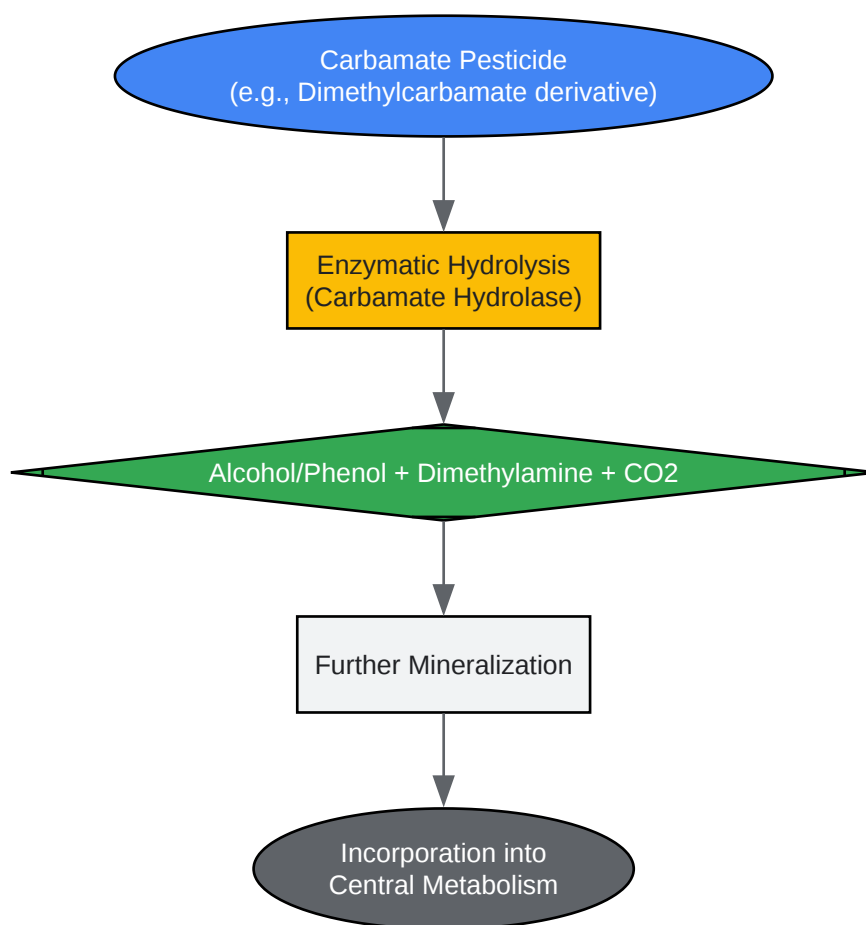 Carbamate Pesticide
(e.g., Dimethylcarbamate derivative)
Enzymatic Hydrolysis
(Carbamate Hydrolase)
Alcohol/Phenol + Dimethylamine + CO2
Further Mineralization
Incorporation into
Central Metabolism